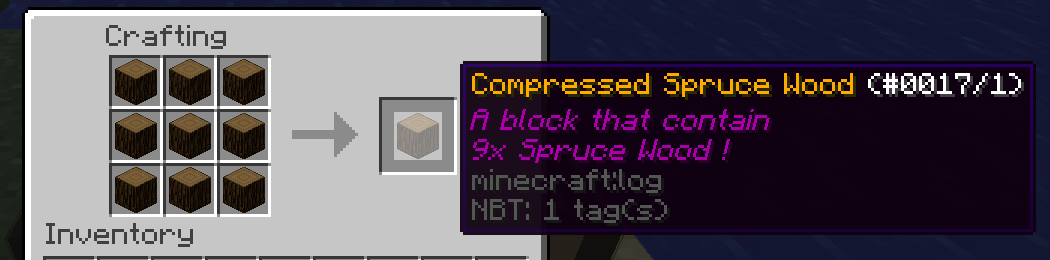 Crafting
Compressed Spruce Wood (#0017/1)
A block that contain
9x Spruce Wood !
minecraft:log
NBT: 1 tag(s)
Inventory